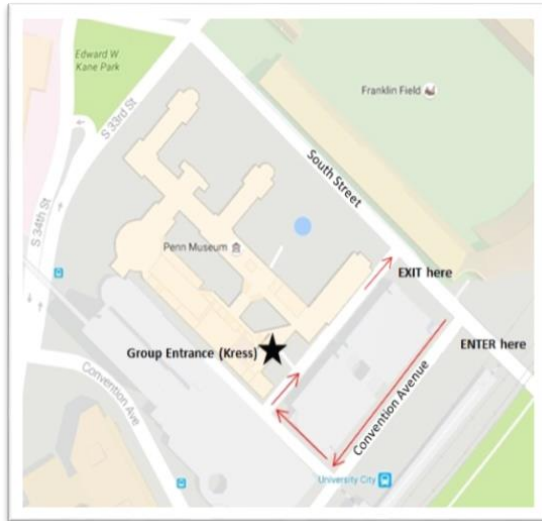 Edward W
Kane Park
S 33rd St
Franklin Field
South Street
S 34th St
Penn Museum
EXIT here
Group Entrance (Kress)
ENTER here
Convention Ave
Convention Avenue
University City